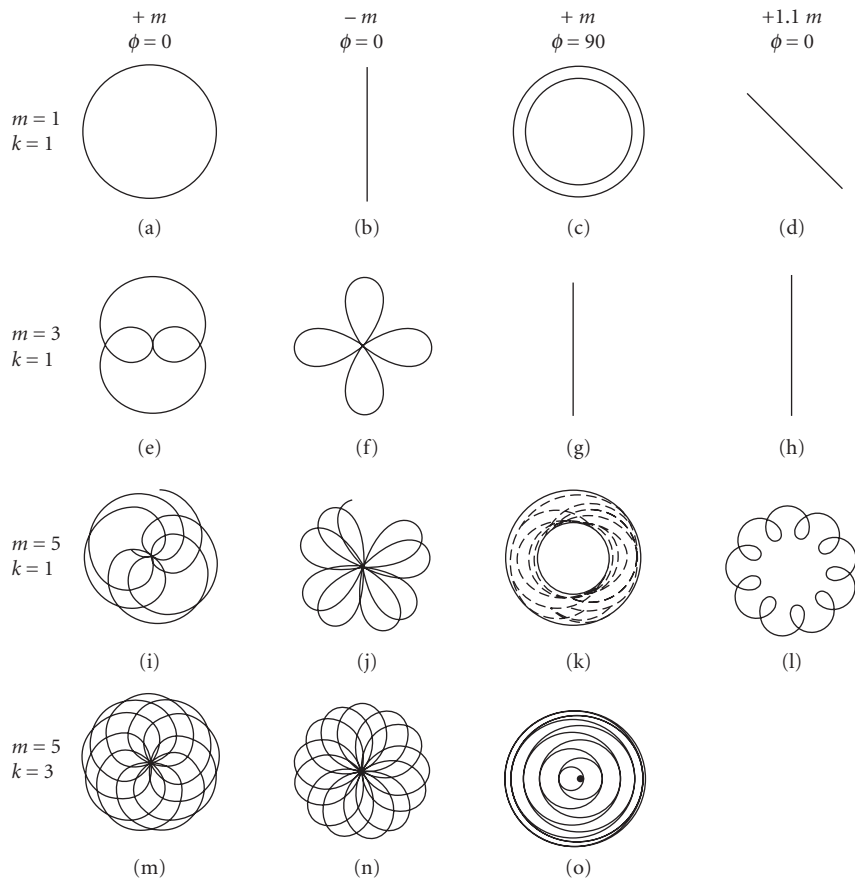 + m
ϕ = 0
− m
ϕ = 0
+ m
ϕ = 90
+1.1 m
ϕ = 0
m = 1
k = 1
(a)
(b)
(c)
(d)
m = 3
k = 1
(e)
(f)
(g)
(h)
m = 5
k = 1
(i)
(j)
(k)
(l)
m = 5
k = 3
(m)
(n)
(o)